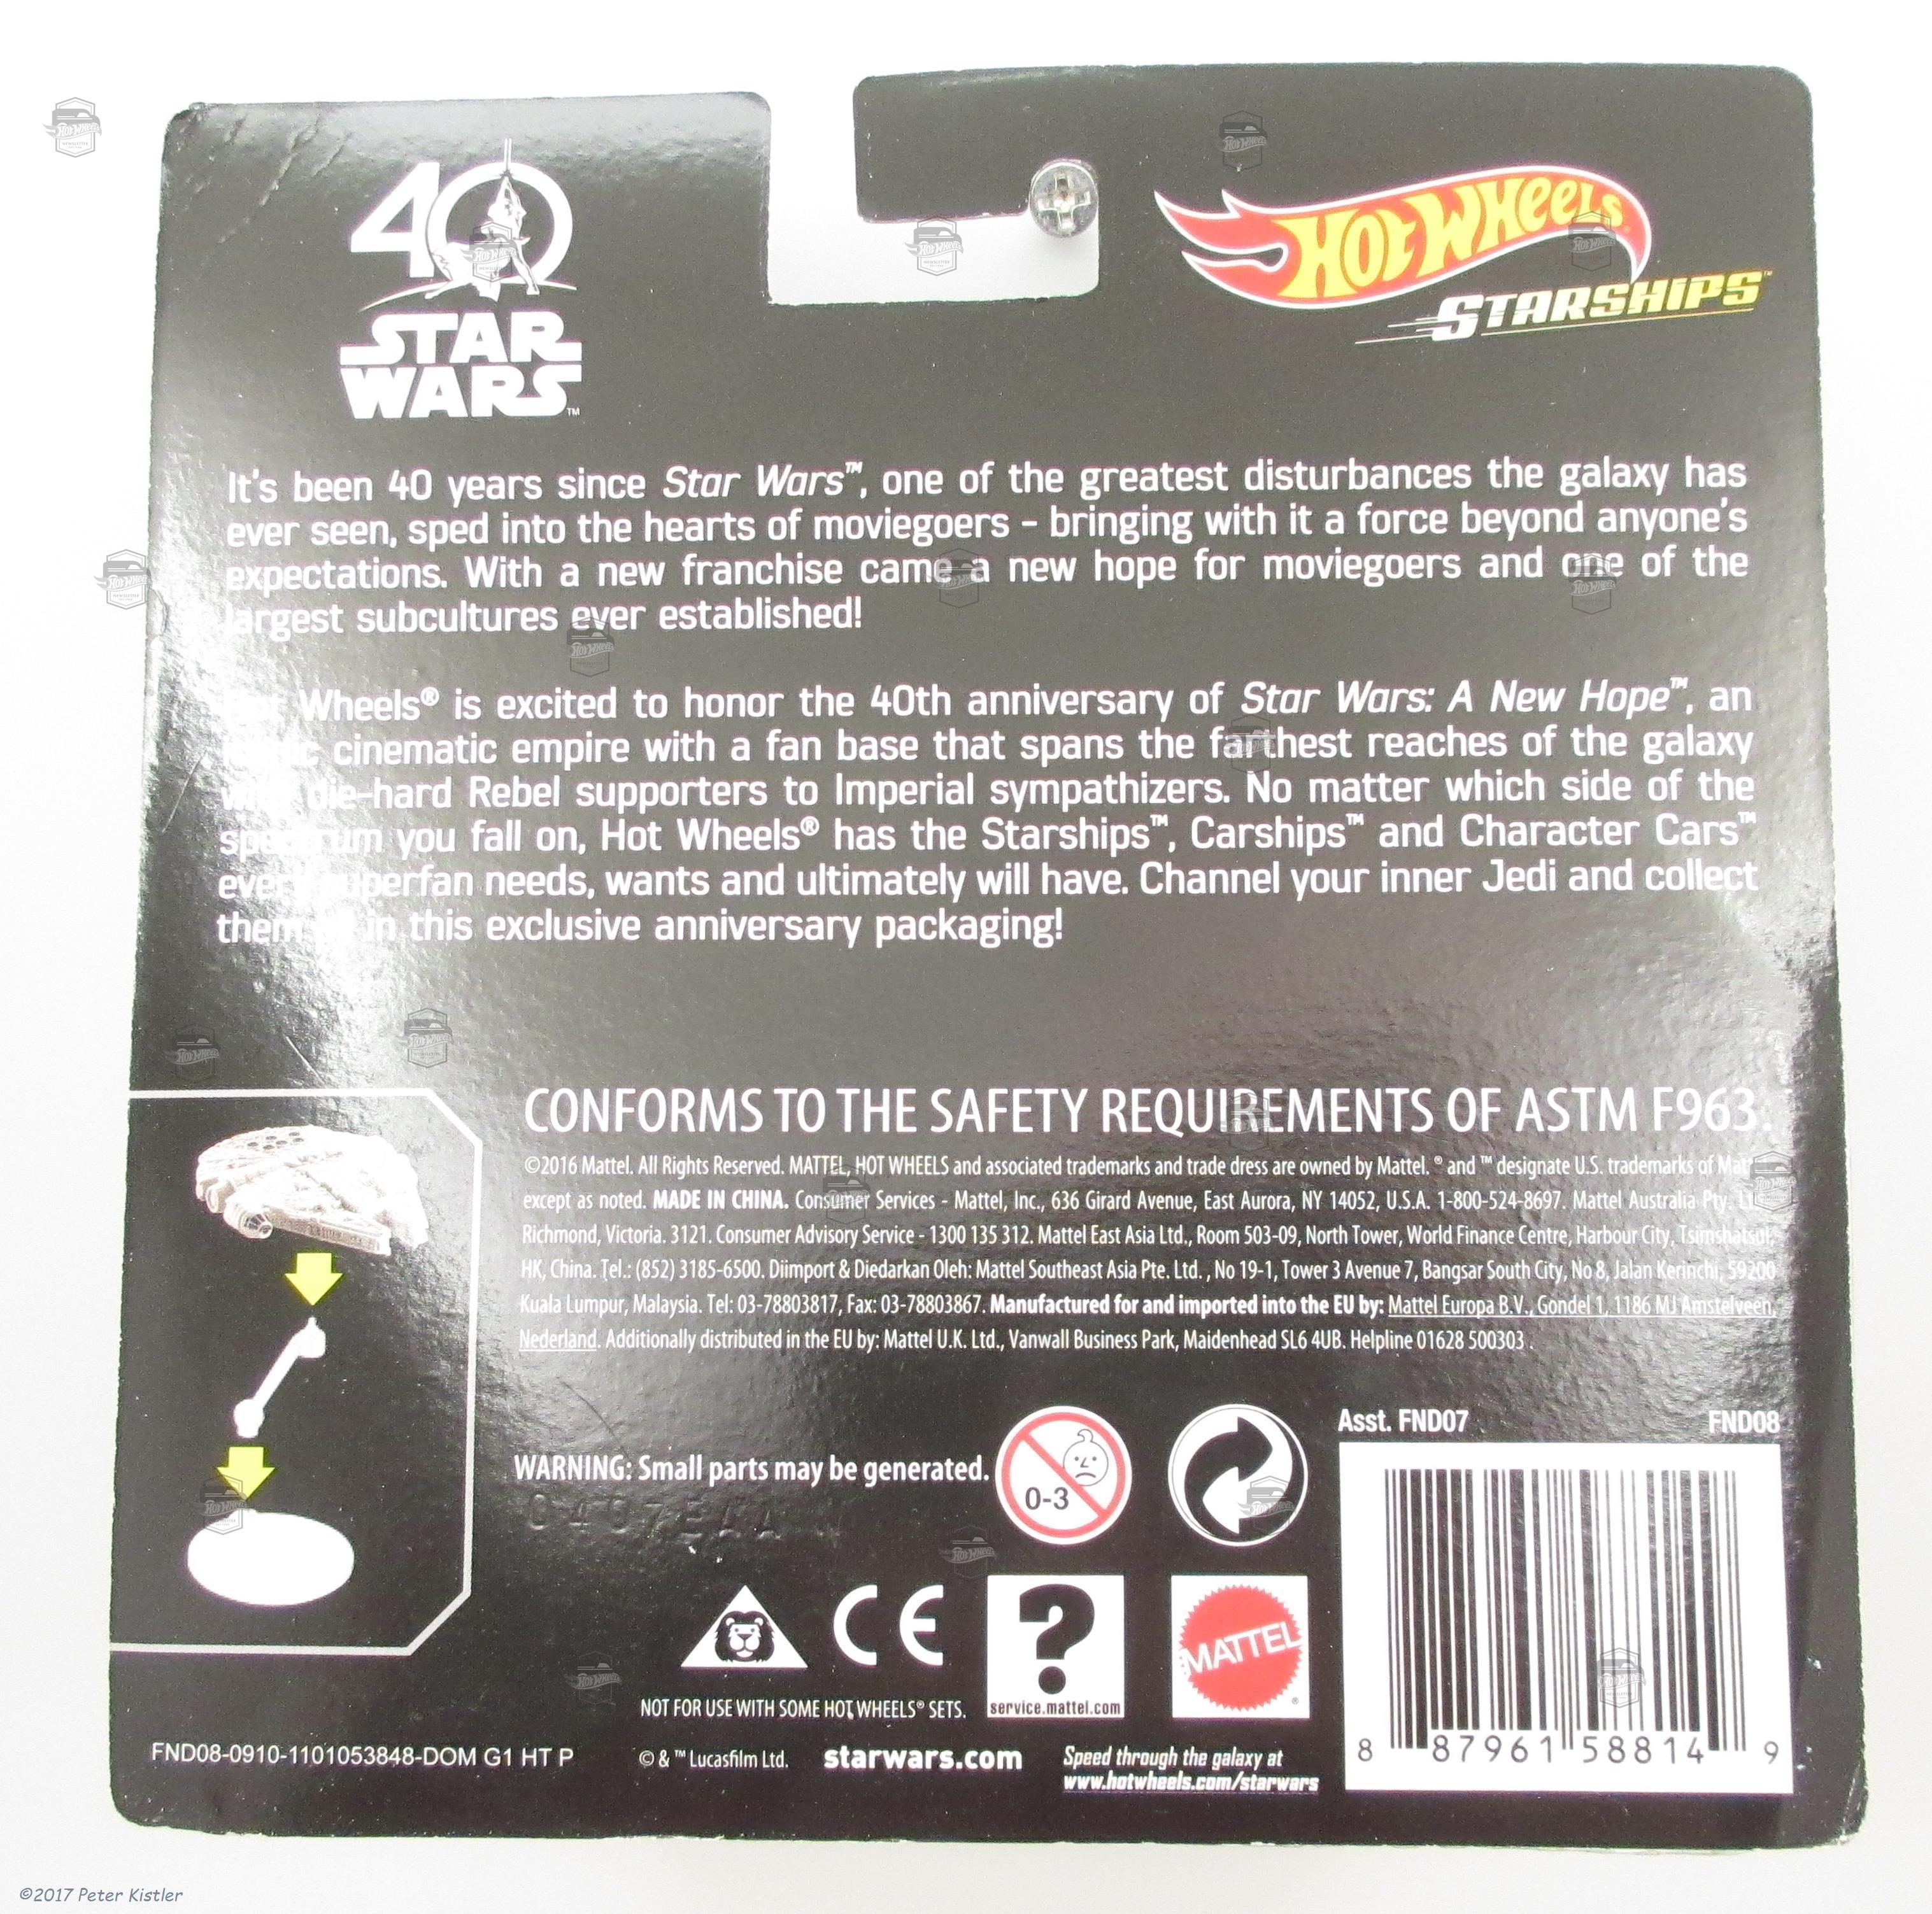 40
STAR
WARS™
HOT WHEELS
STARSHIPS™
It's been 40 years since Star Wars™, one of the greatest disturbances the galaxy has
ever seen, sped into the hearts of moviegoers – bringing with it a force beyond anyone's
expectations. With a new franchise came a new hope for moviegoers and one of the
largest subcultures ever established!
Hot Wheels® is excited to honor the 40th anniversary of Star Wars: A New Hope™, an
cinematic empire with a fan base that spans the farthest reaches of the galaxy
with die-hard Rebel supporters to Imperial sympathizers. No matter which side of the
spectrum you fall on, Hot Wheels® has the Starships™, Carships™ and Character Cars™
every superfan needs, wants and ultimately will have. Channel your inner Jedi and collect
them all in this exclusive anniversary packaging!
CONFORMS TO THE SAFETY REQUIREMENTS OF ASTM F963.
©2016 Mattel. All Rights Reserved. MATTEL, HOT WHEELS and associated trademarks and trade dress are owned by Mattel. ® and ™ designate U.S. trademarks of Mattel,
except as noted. MADE IN CHINA. Consumer Services - Mattel, Inc., 636 Girard Avenue, East Aurora, NY 14052, U.S.A. 1-800-524-8697. Mattel Australia Pty. Ltd.,
Richmond, Victoria. 3121. Consumer Advisory Service - 1300 135 312. Mattel East Asia Ltd., Room 503-09, North Tower, World Finance Centre, Harbour City, Tsimshatsui,
HK, China. Tel.: (852) 3185-6500. Diimport & Diedarkan Oleh: Mattel Southeast Asia Pte. Ltd. , No 19-1, Tower 3 Avenue 7, Bangsar South City, No 8, Jalan Kerinchi, 59200
Kuala Lumpur, Malaysia. Tel: 03-78803817, Fax: 03-78803867. Manufactured for and imported into the EU by: Mattel Europa B.V., Gondel 1, 1186 MJ Amstelveen,
Nederland. Additionally distributed in the EU by: Mattel U.K. Ltd., Vanwall Business Park, Maidenhead SL6 4UB. Helpline 01628 500303 .
WARNING: Small parts may be generated.
0-3
Asst. FND07 FND08
CE
service.mattel.com
MATTEL®
NOT FOR USE WITH SOME HOT WHEELS® SETS.
8 87961 58814 9
FND08-0910-1101053848-DOM G1 HT P
© & ™ Lucasfilm Ltd.
starwars.com
Speed through the galaxy at
www.hotwheels.com/starwars
©2017 Peter Kistler